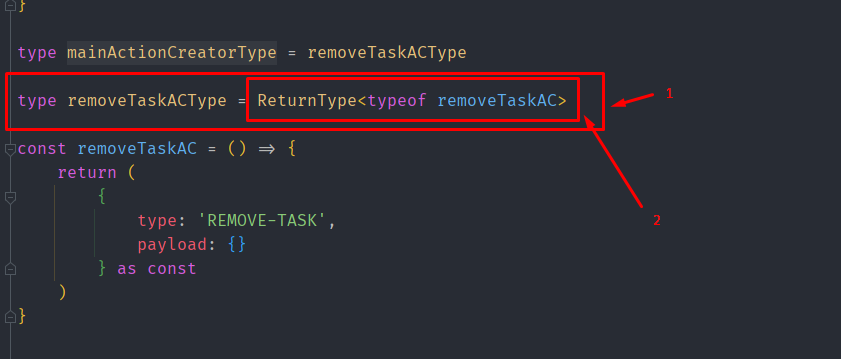 }
type mainActionCreatorType = removeTaskACType
type removeTaskACType = ReturnType<typeof removeTaskAC>
1
const removeTaskAC = () => {
return (
{
type: 'REMOVE-TASK',
2
payload: {}
} as const
)
}